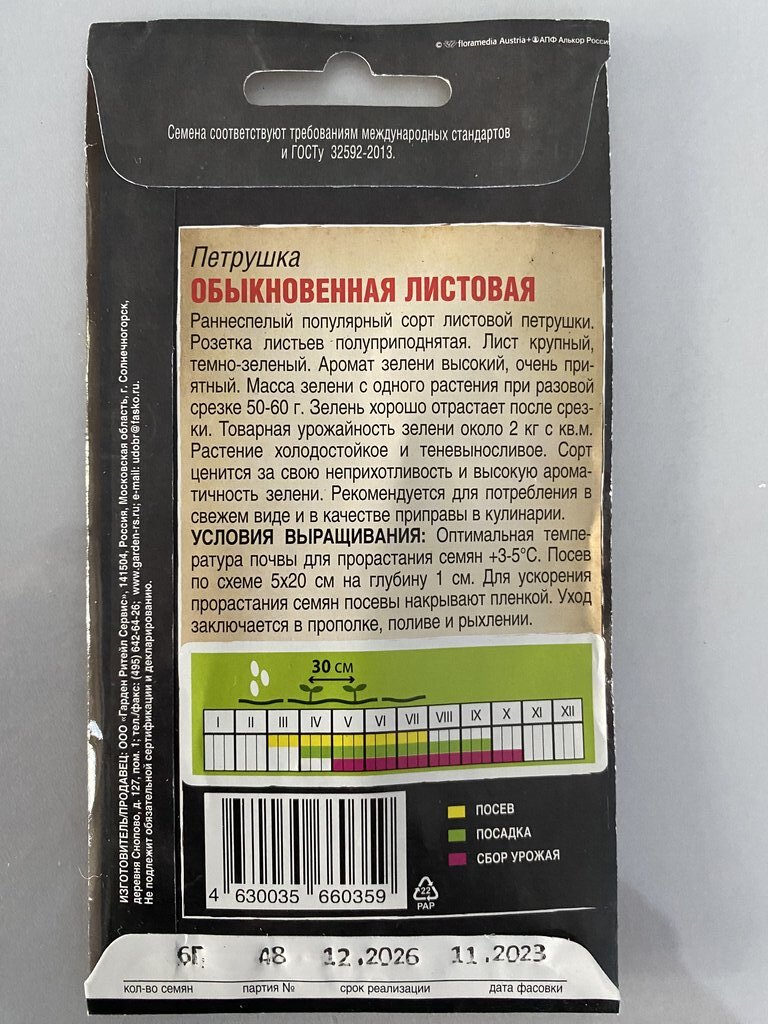 © floramedia Austria + АПФ Алькор Росси
Семена соответствуют требованиям международных стандартов
и ГОСТу 32592-2013.
Петрушка
ОБЫКНОВЕННАЯ ЛИСТОВАЯ
Раннеспелый популярный сорт листовой петрушки.
Розетка листьев полуприподнятая. Лист крупный,
темно-зеленый. Аромат зелени высокий, очень при-
ятный. Масса зелени с одного растения при разовой
срезке 50-60 г. Зелень хорошо отрастает после срез-
ки. Товарная урожайность зелени около 2 кг с кв.м.
Растение холодостойкое и теневыносливое. Сорт
ценится за свою неприхотливость и высокую арома-
тичность зелени. Рекомендуется для потребления в
свежем виде и в качестве приправы в кулинарии.
УСЛОВИЯ ВЫРАЩИВАНИЯ: Оптимальная темпе-
ратура почвы для прорастания семян +3-5°С. Посев
по схеме 5х20 см на глубину 1 см. Для ускорения
прорастания семян посевы накрывают пленкой. Уход
заключается в прополке, поливе и рыхлении.
30 СМ
I II III IV V VI VII VIII IX X XI XII
ПОСЕВ
ПОСАДКА
СБОР УРОЖАЯ
4 630035 660359
22
PAP
6Г 48 12.2026 11.2023
кол-во семян партия № срок реализации дата фасовки
ИЗГОТОВИТЕЛЬ/ПРОДАВЕЦ: ООО «Гарден Ритейл Сервис», 141504, Россия, Московская область, г. Солнечногорск,
деревня Снопово, д. 127, пом. 1; тел./факс: (495) 642-64-26; www.garden-rs.ru; e-mail: udobr@fasko.ru.
Не подлежит обязательной сертификации и декларированию.